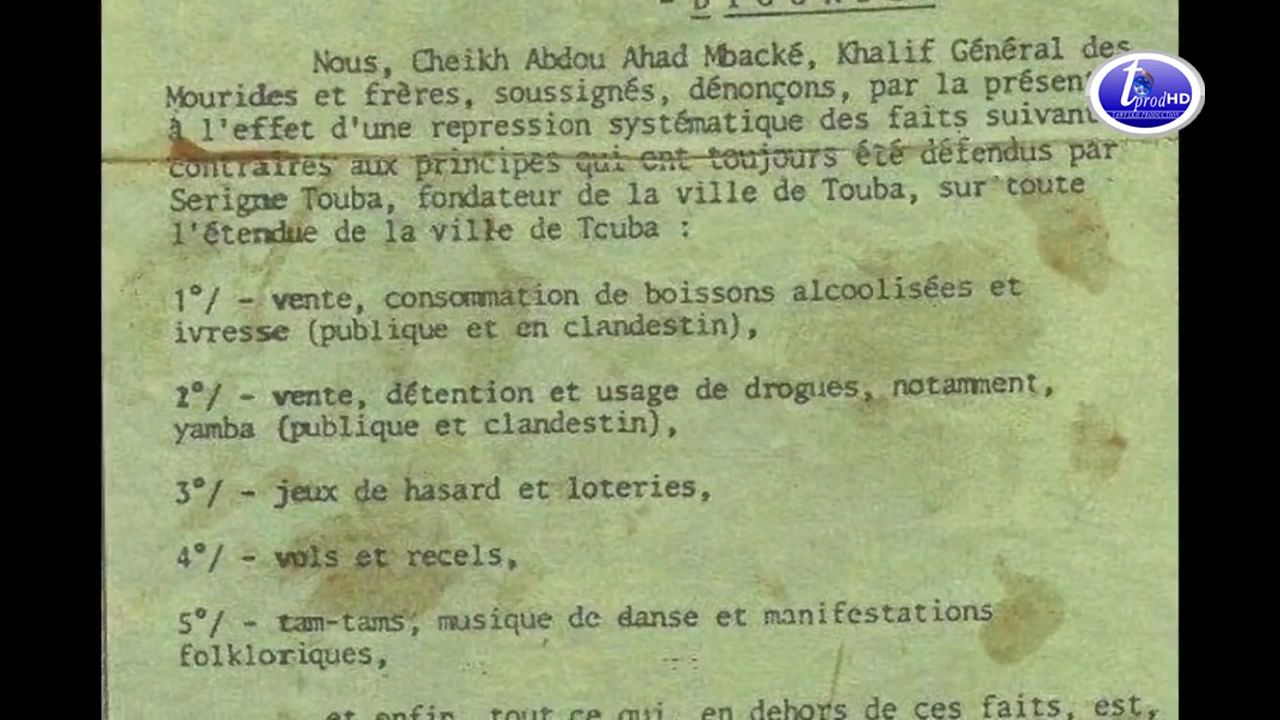 Nous, Cheikh Abdou Ahad Mbacké, Khalif Général des
Mourides et frères, soussignés, dénonçons, par la présent
à l'effet d'une repression systématique des faits suivant
contraires aux principes qui ent toujours été défendus par
Serigne Touba, fondateur de la ville de Touba, sur toute
l'étendue de la ville de Tcuba :
1°/ - vente, consommation de boissons alcoolisées et
ivresse (publique et en clandestin),
2°/ - vente, détention et usage de drogues, notamment,
yamba (publique et clandestin),
3°/ - jeux de hasard et loteries,
4°/ - vols et recels,
5°/ - tam-tams, musique de danse et manifestations
folkloriques,
et enfin, tout ce qui, en dehors de ces faits, est,
tprodHD